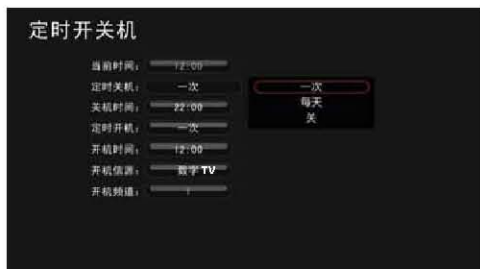 定时开关机
当前时间： 12:00
定时关机： 一次
关机时间： 22:00
定时开机： 一次
开机时间： 12:00
开机信源： 数字 TV
开机频道： 1
一次
每天
关